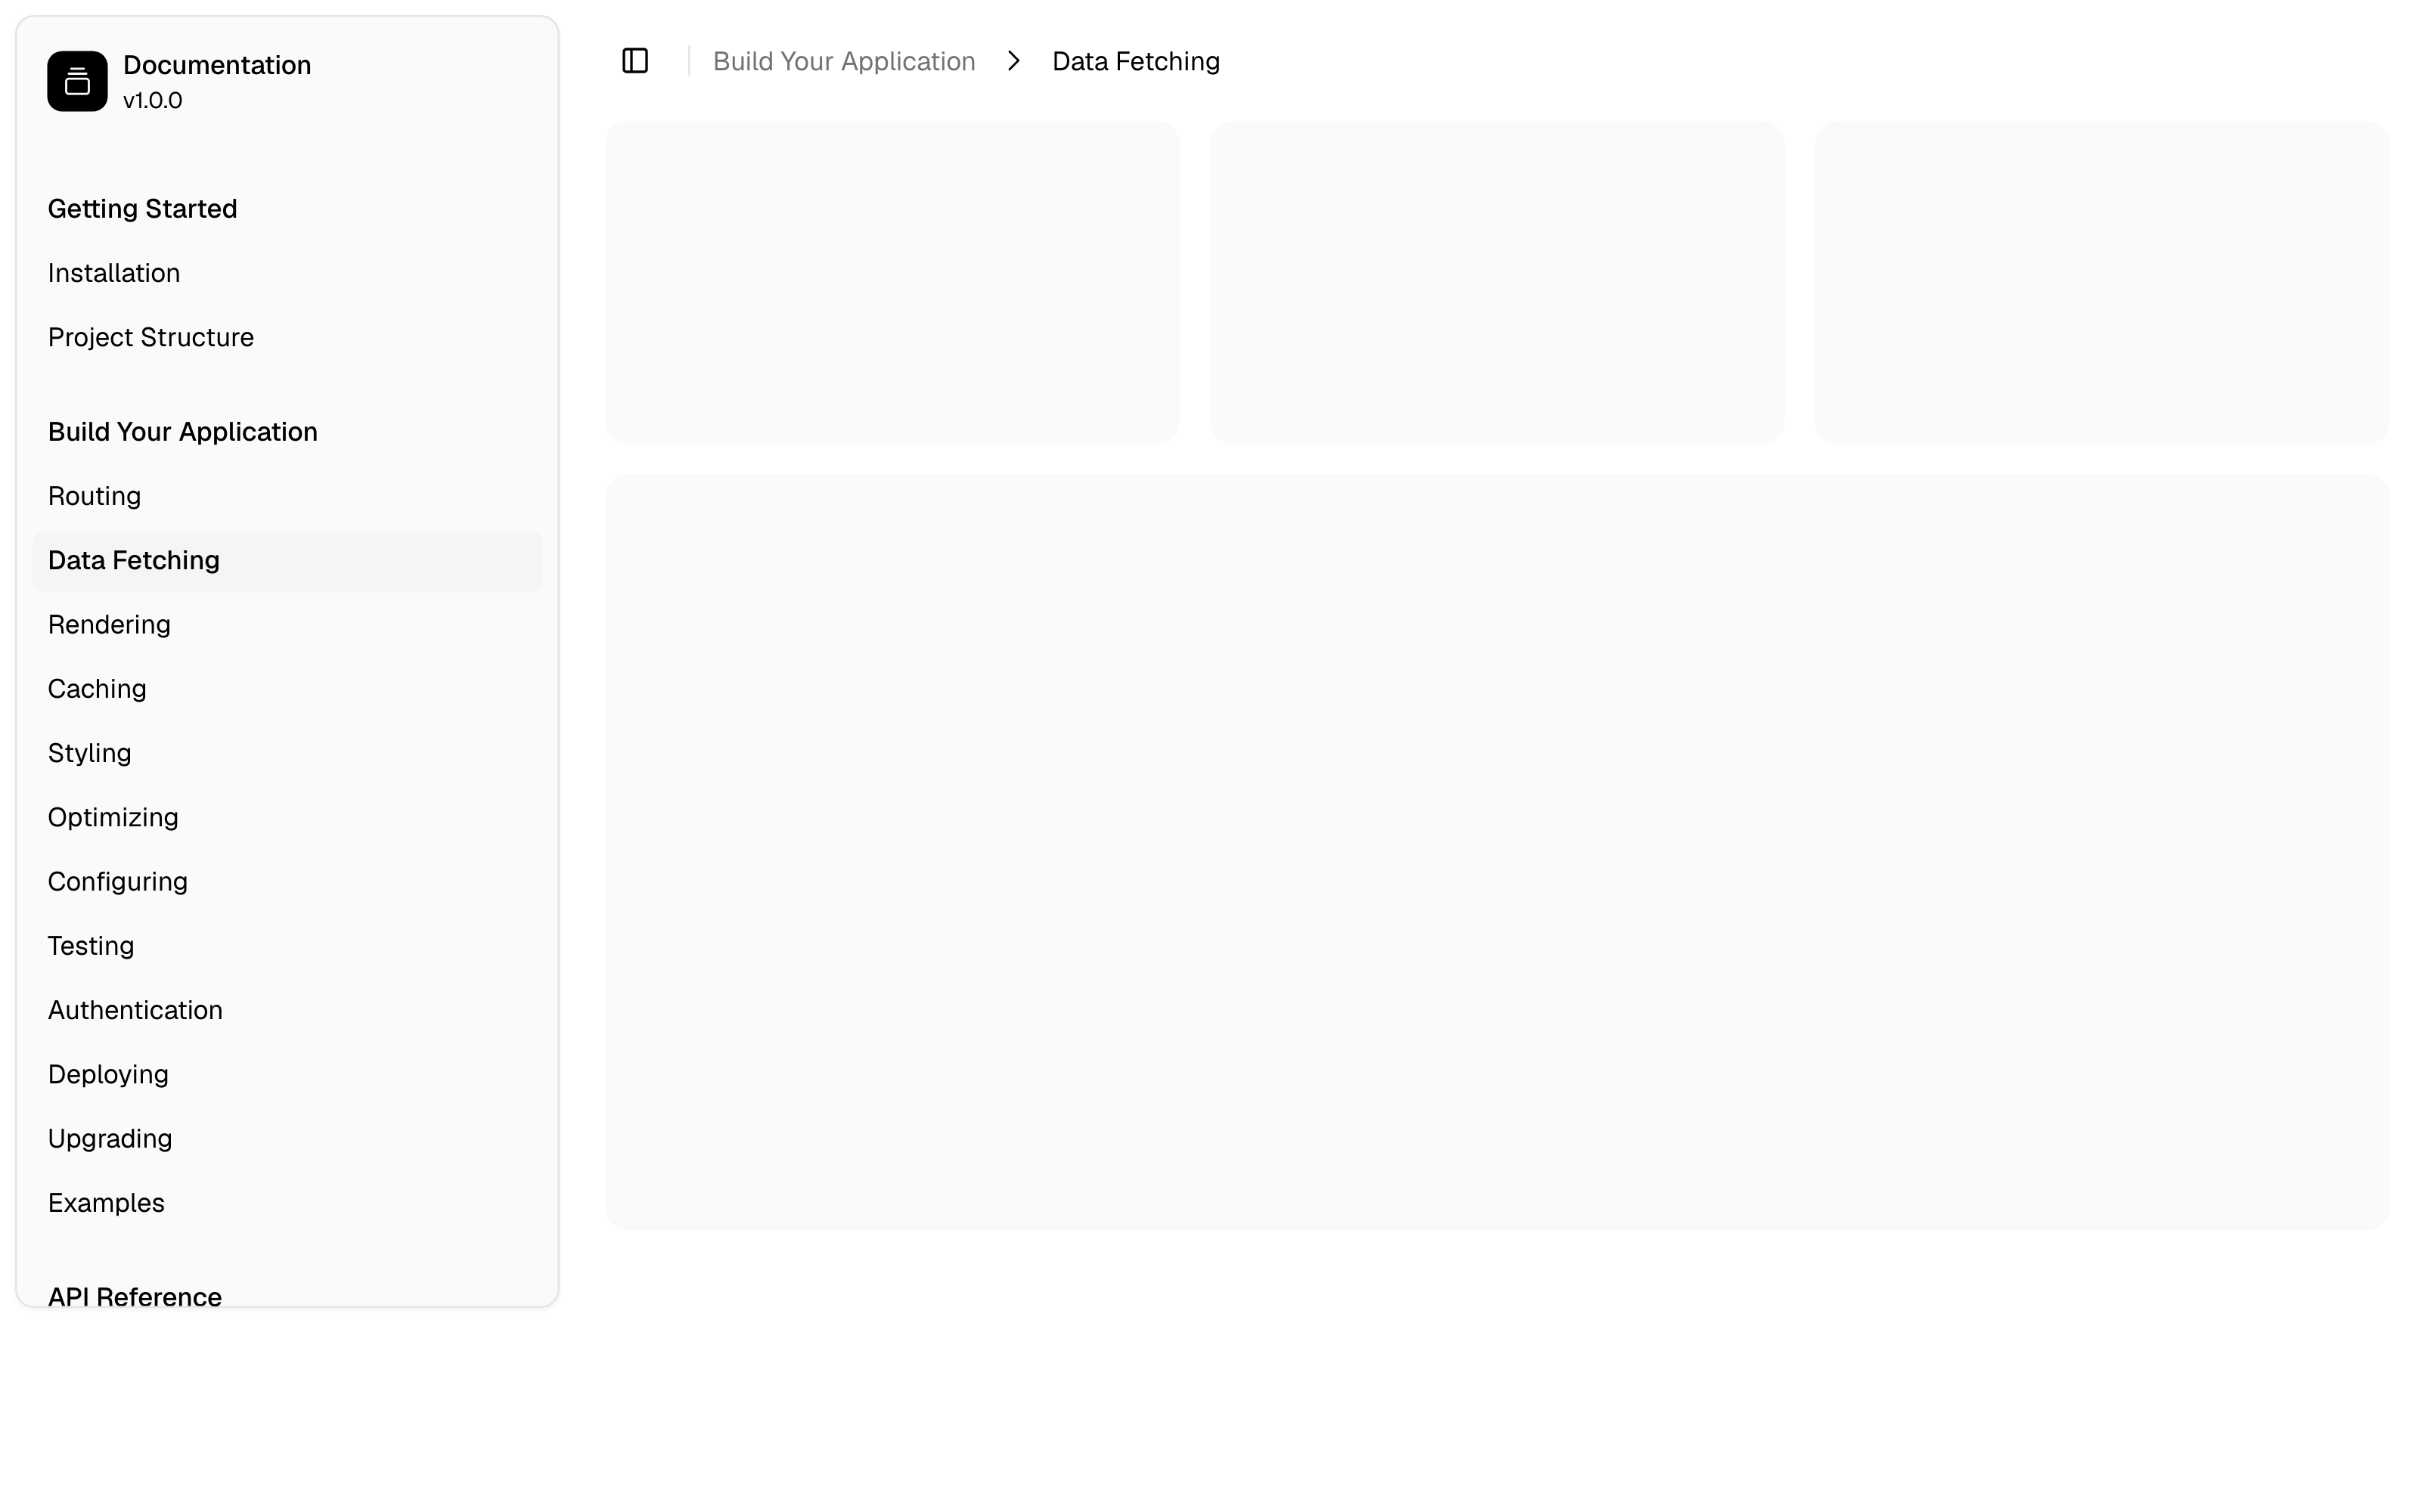 Documentation
v1.0.0
Getting Started
Installation
Project Structure
Build Your Application
Routing
Data Fetching
Rendering
Caching
Styling
Optimizing
Configuring
Testing
Authentication
Deploying
Upgrading
Examples
API Reference
Build Your Application
Data Fetching